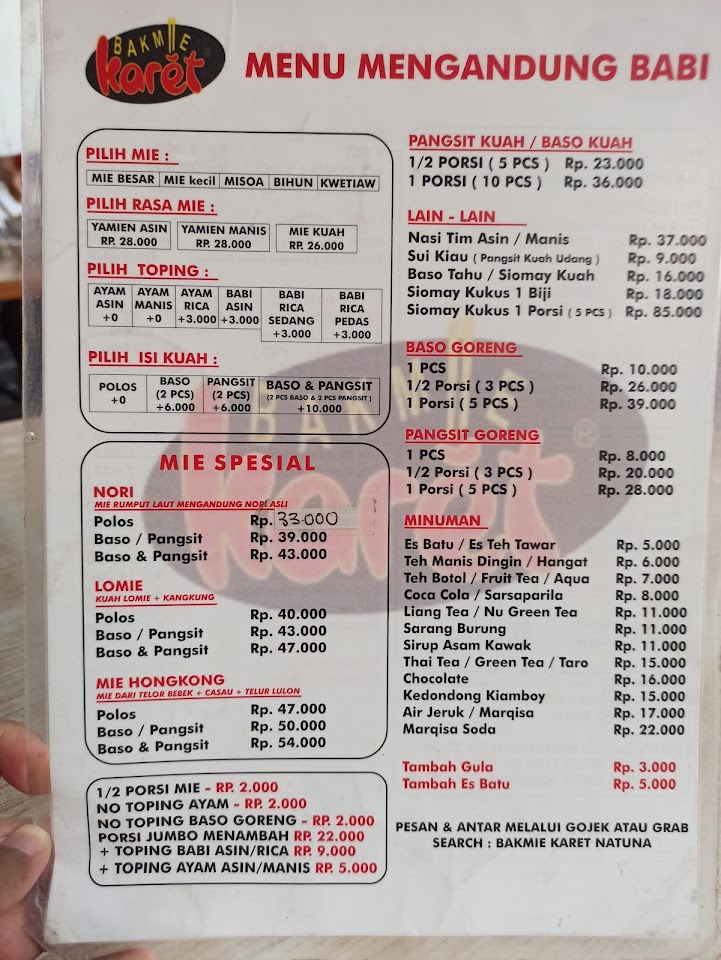 BAKMIE
karet
MENU MENGANDUNG BABI
PILIH MIE :
MIE BESAR MIE kecil MISOA BIHUN KWETIAW
PILIH RASA MIE :
YAMIEN ASIN RP. 28.000
YAMIEN MANIS RP. 28.000
MIE KUAH RP. 26.000
PILIH TOPING :
AYAM ASIN +0
AYAM MANIS +0
AYAM RICA +3.000
BABI ASIN +3.000
BABI RICA SEDANG +3.000
BABI RICA PEDAS +3.000
PILIH ISI KUAH :
POLOS +0
BASO (2 PCS) +6.000
PANGSIT (2 PCS) +6.000
BASO & PANGSIT (2 PCS BASO & 2 PCS PANGSIT ) +10.000
MIE SPESIAL
NORI
MIE RUMPUT LAUT MENGANDUNG NORI ASLI
Polos Rp. 33.000
Baso / Pangsit Rp. 39.000
Baso & Pangsit Rp. 43.000
LOMIE
KUAH LOMIE + KANGKUNG
Polos Rp. 40.000
Baso / Pangsit Rp. 43.000
Baso & Pangsit Rp. 47.000
MIE HONGKONG
MIE DARI TELOR BEBEK + CASAU + TELUR LULON
Polos Rp. 47.000
Baso / Pangsit Rp. 50.000
Baso & Pangsit Rp. 54.000
1/2 PORSI MIE - RP. 2.000
NO TOPING AYAM - RP. 2.000
NO TOPING BASO GORENG - RP. 2.000
PORSI JUMBO MENAMBAH RP. 22.000
+ TOPING BABI ASIN/RICA RP. 9.000
+ TOPING AYAM ASIN/MANIS RP. 5.000
PANGSIT KUAH / BASO KUAH
1/2 PORSI ( 5 PCS ) Rp. 23.000
1 PORSI ( 10 PCS ) Rp. 36.000
LAIN - LAIN
Nasi Tim Asin / Manis Rp. 37.000
Sui Kiau ( Pangsit Kuah Udang ) Rp. 9.000
Baso Tahu / Siomay Kuah Rp. 16.000
Siomay Kukus 1 Biji Rp. 18.000
Siomay Kukus 1 Porsi ( 5 PCS ) Rp. 85.000
BASO GORENG
1 PCS Rp. 10.000
1/2 Porsi ( 3 PCS ) Rp. 26.000
1 Porsi ( 5 PCS ) Rp. 39.000
PANGSIT GORENG
1 PCS Rp. 8.000
1/2 Porsi ( 3 PCS ) Rp. 20.000
1 Porsi ( 5 PCS ) Rp. 28.000
MINUMAN
Es Batu / Es Teh Tawar Rp. 5.000
Teh Manis Dingin / Hangat Rp. 6.000
Teh Botol / Fruit Tea / Aqua Rp. 7.000
Coca Cola / Sarsaparila Rp. 8.000
Liang Tea / Nu Green Tea Rp. 11.000
Sarang Burung Rp. 11.000
Sirup Asam Kawak Rp. 11.000
Thai Tea / Green Tea / Taro Rp. 15.000
Chocolate Rp. 16.000
Kedondong Kiamboy Rp. 15.000
Air Jeruk / Marqisa Rp. 17.000
Marqisa Soda Rp. 22.000
Tambah Gula Rp. 3.000
Tambah Es Batu Rp. 5.000
PESAN & ANTAR MELALUI GOJEK ATAU GRAB
SEARCH : BAKMIE KARET NATUNA
BAKMIE
karet ®